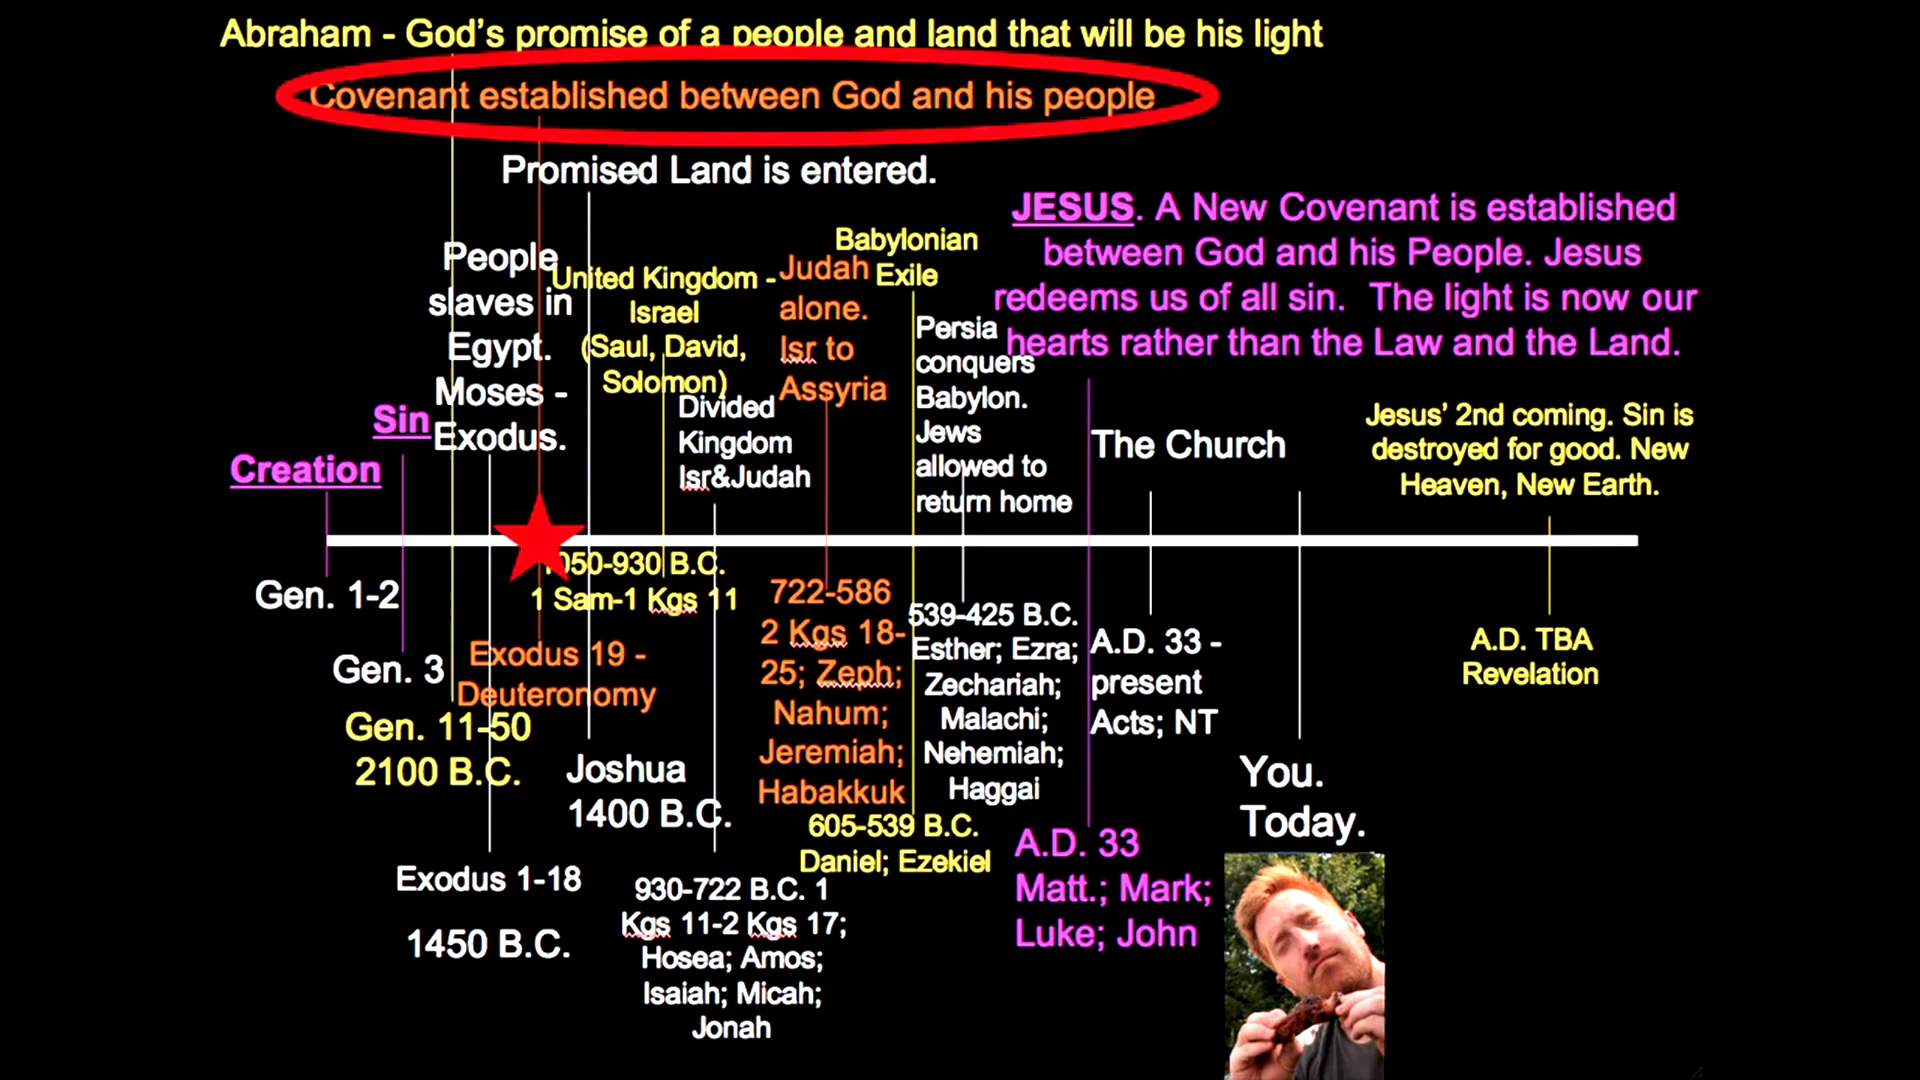 Abraham - God's promise of a people and land that will be his light
Covenant established between God and his people
Promised Land is entered.
People
slaves in
Egypt.
Moses -
Exodus.
United Kingdom -
Israel
(Saul, David,
Solomon)
Judah
alone.
Isr to
Assyria
Babylonian
Exile
JESUS. A New Covenant is established
between God and his People. Jesus
redeems us of all sin. The light is now our
hearts rather than the Law and the Land.
Persia
conquers
Babylon.
Jews
allowed to
return home
Divided
Kingdom
Isr&Judah
Sin
Creation
The Church
Jesus' 2nd coming. Sin is
destroyed for good. New
Heaven, New Earth.
Gen. 1-2
Gen. 3
Gen. 11-50
2100 B.C.
Exodus 1-18
1450 B.C.
Exodus 19 -
Deuteronomy
Joshua
1400 B.C.
1050-930 B.C.
1 Sam-1 Kgs 11
930-722 B.C. 1
Kgs 11-2 Kgs 17;
Hosea; Amos;
Isaiah; Micah;
Jonah
722-586
2 Kgs 18-
25; Zeph;
Nahum;
Jeremiah;
Habakkuk
605-539 B.C.
Daniel; Ezekiel
539-425 B.C.
Esther; Ezra;
Zechariah;
Malachi;
Nehemiah;
Haggai
A.D. 33
Matt.; Mark;
Luke; John
A.D. 33 -
present
Acts; NT
You.
Today.
A.D. TBA
Revelation